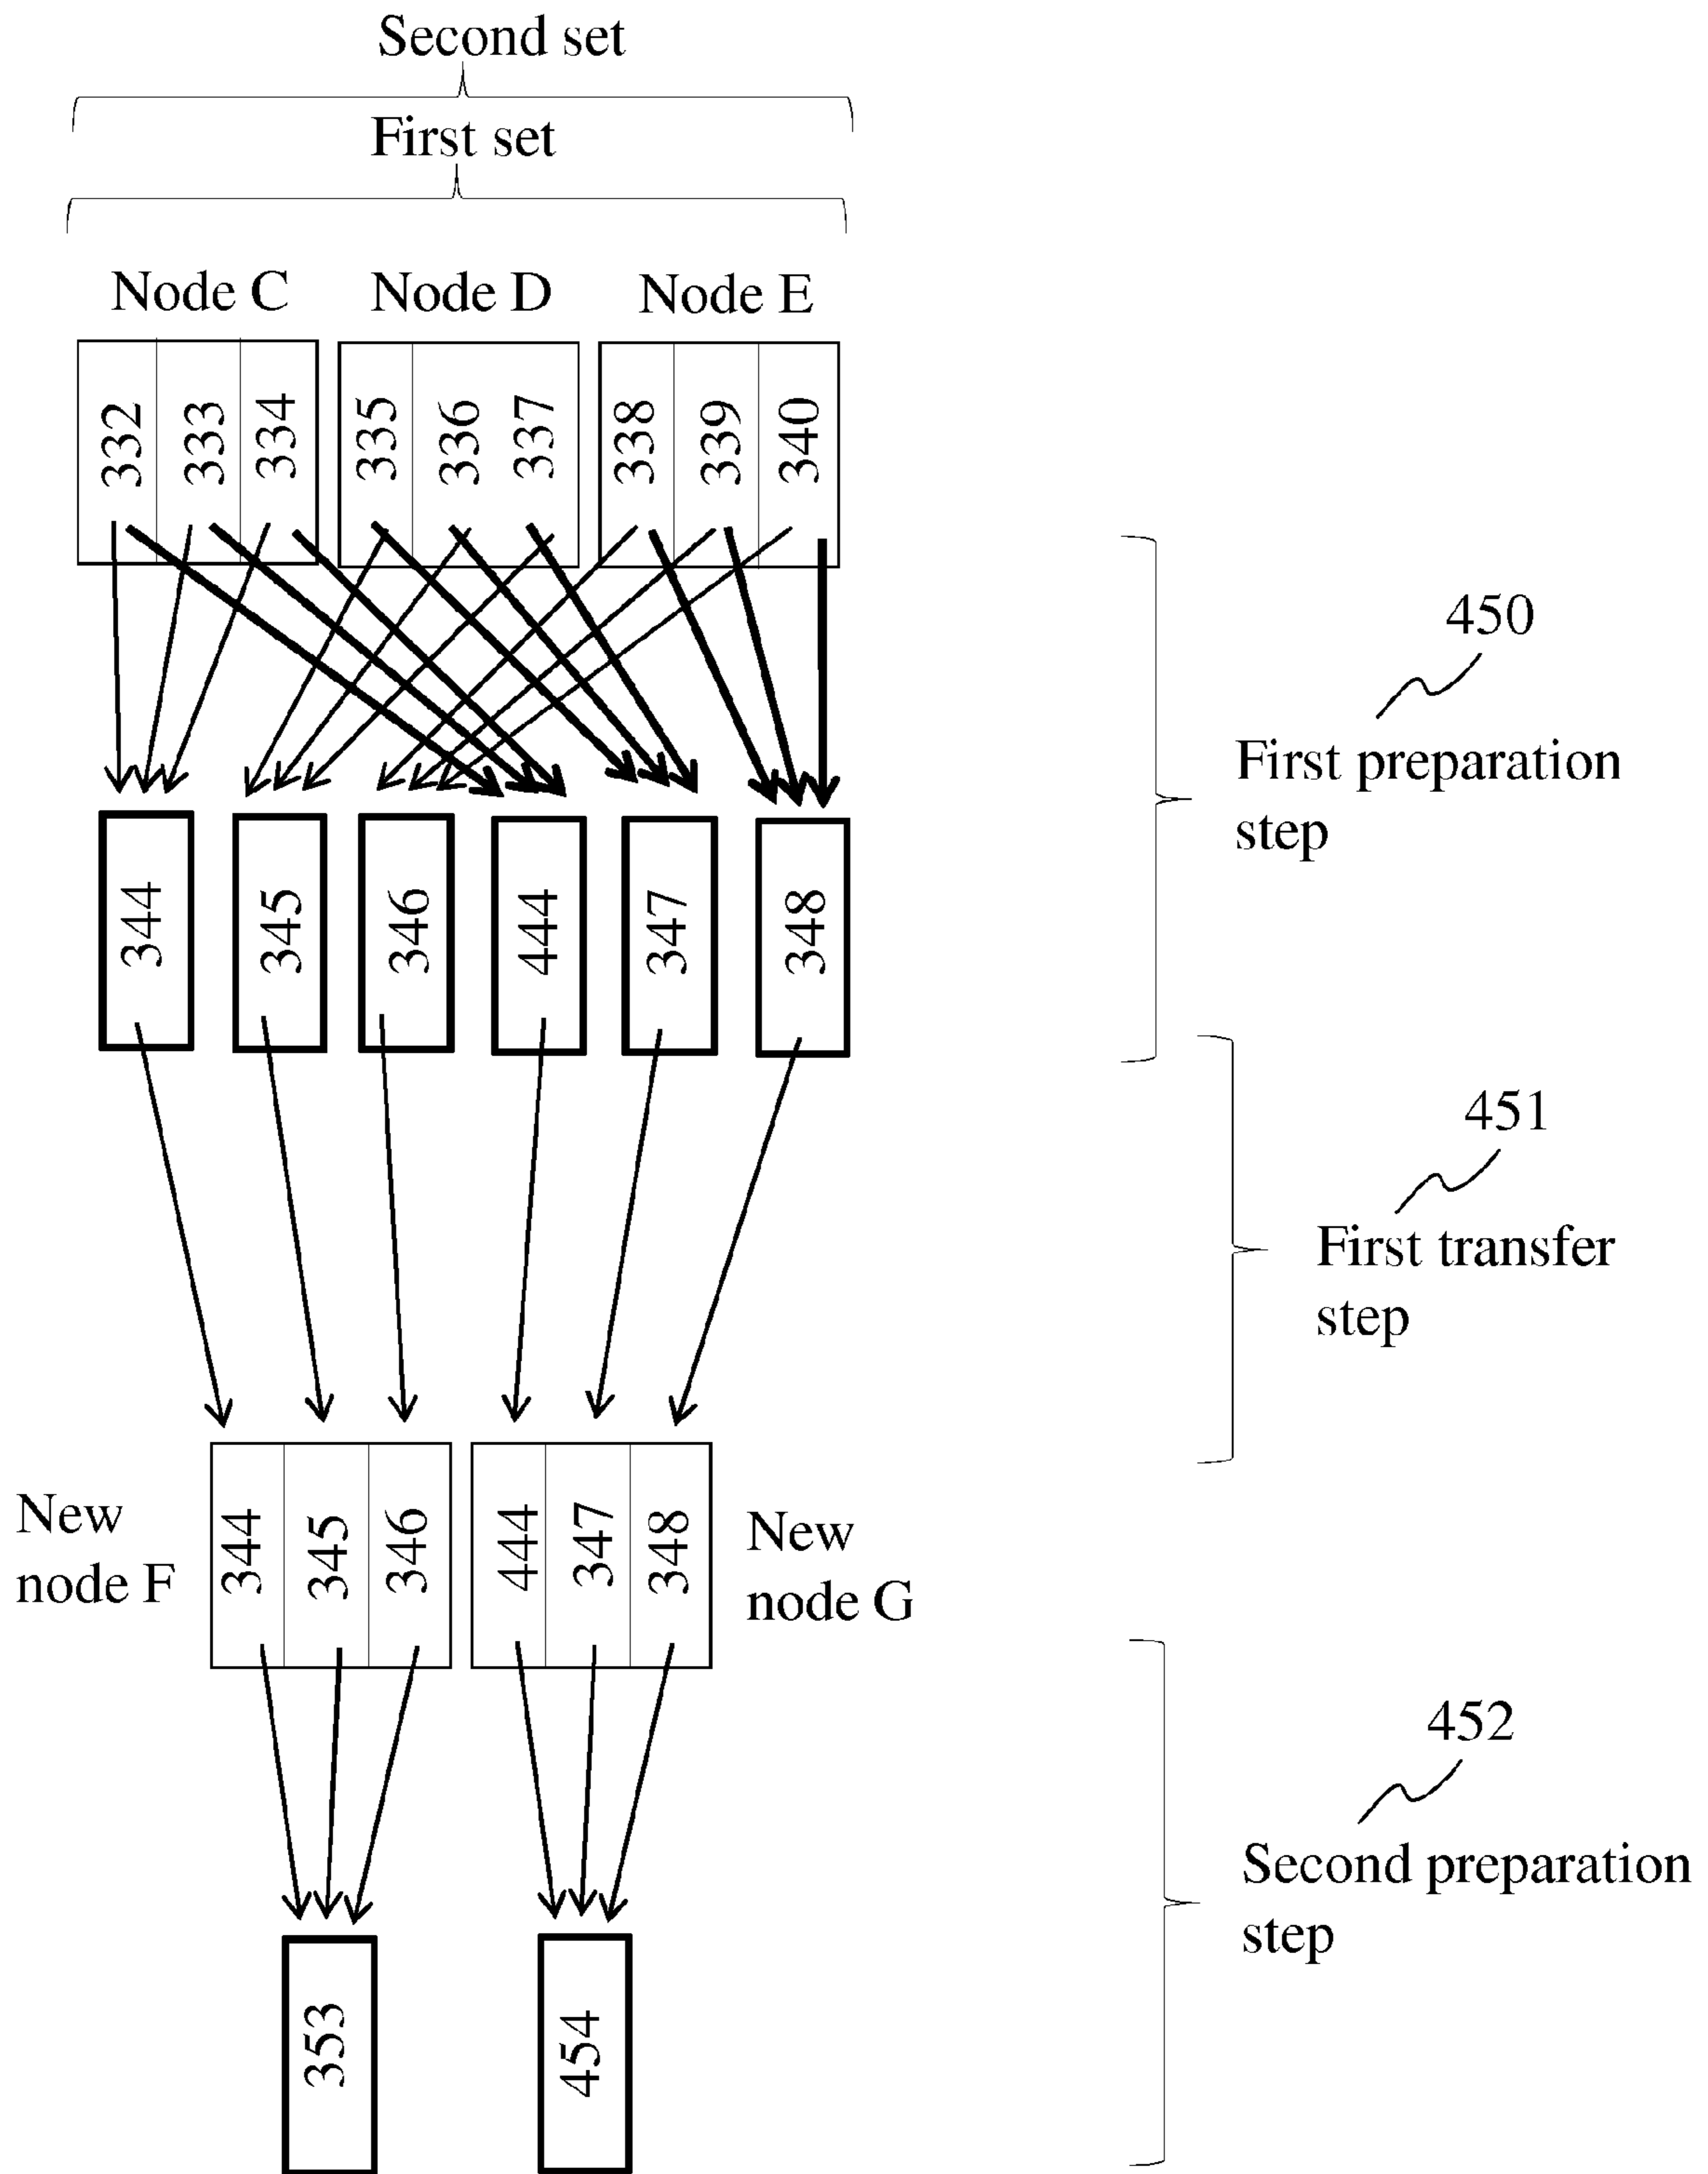 Second set
First set
Node C Node D Node E
332 333 334 335 336 337 338 339 340
450
First preparation
step
344 345 346 444 347 348
451
First transfer
step
New
node F
344 345 346 444 347 348
New
node G
452
Second preparation
step
353 454